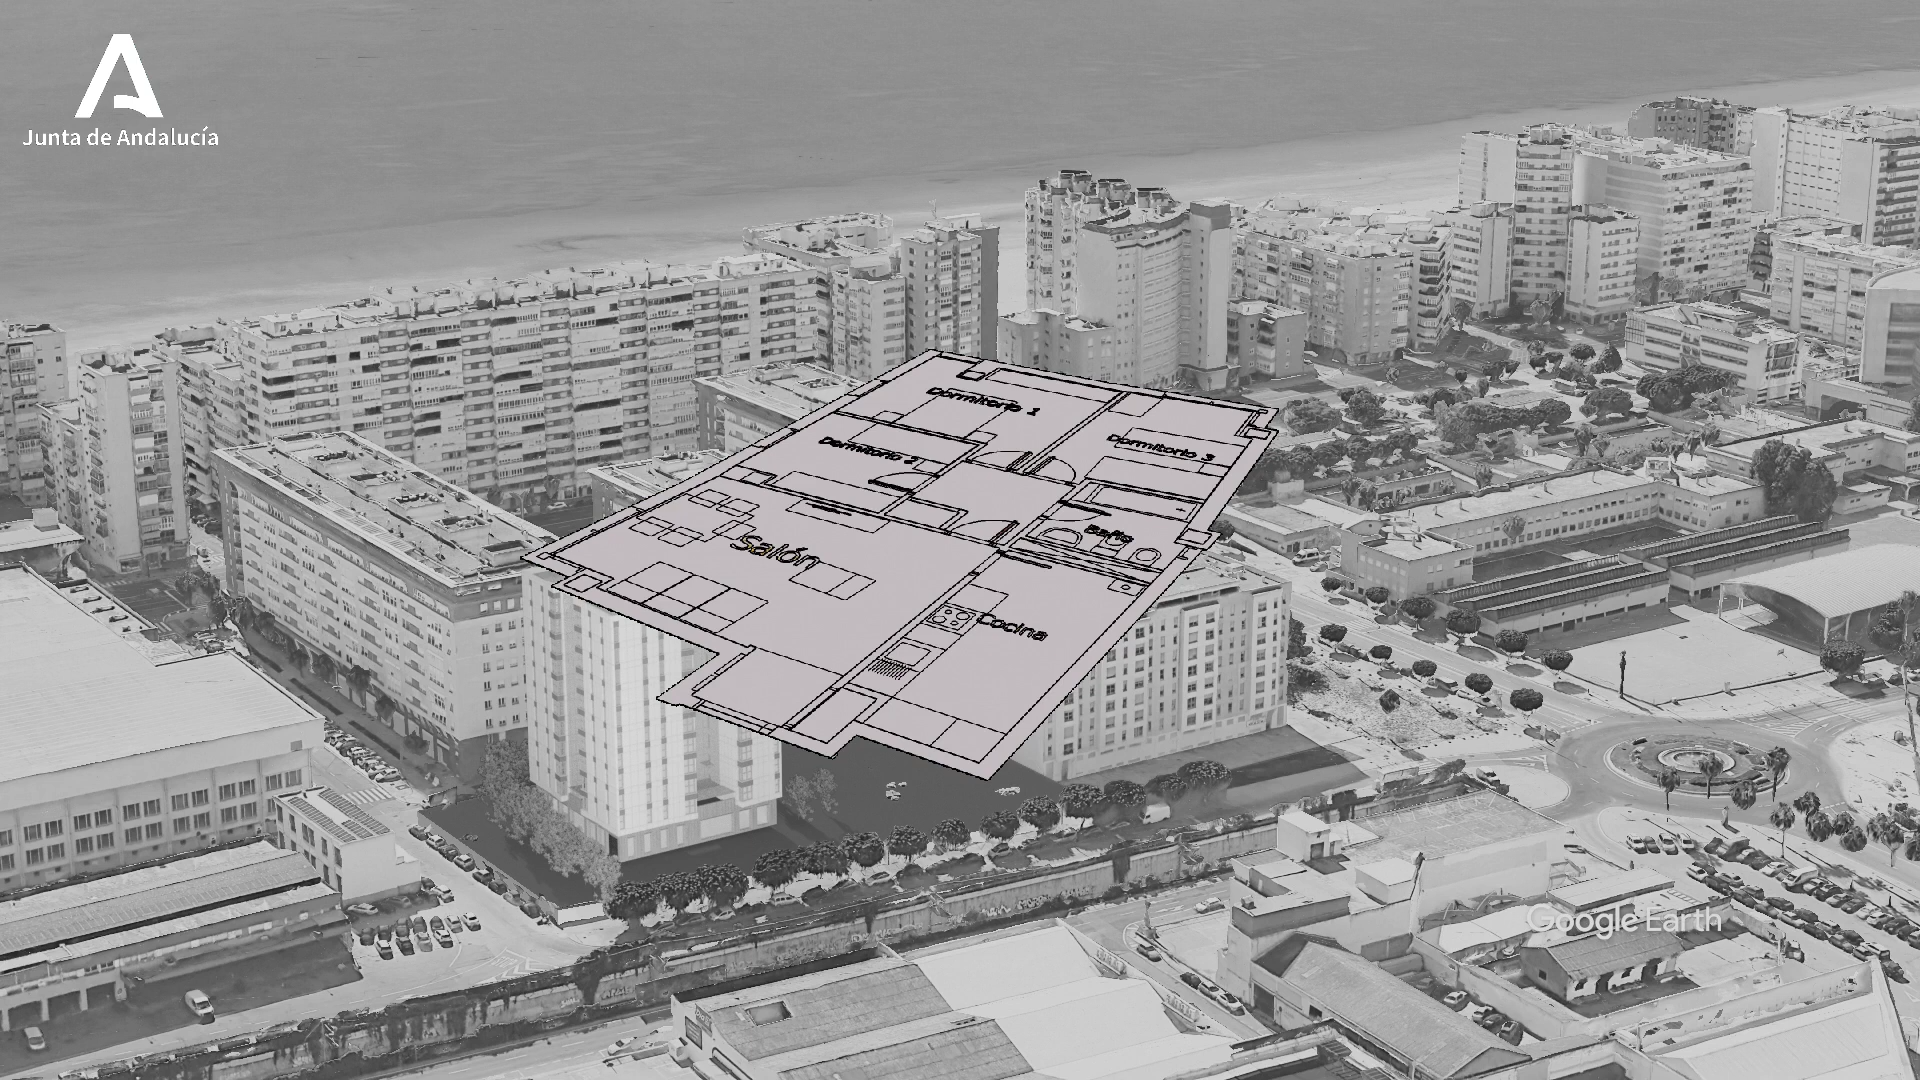 Junta de Andalucía
Dormitorio 1
Dormitorio 2
Dormitorio 3
Salón
Baño
Cocina
Google Earth